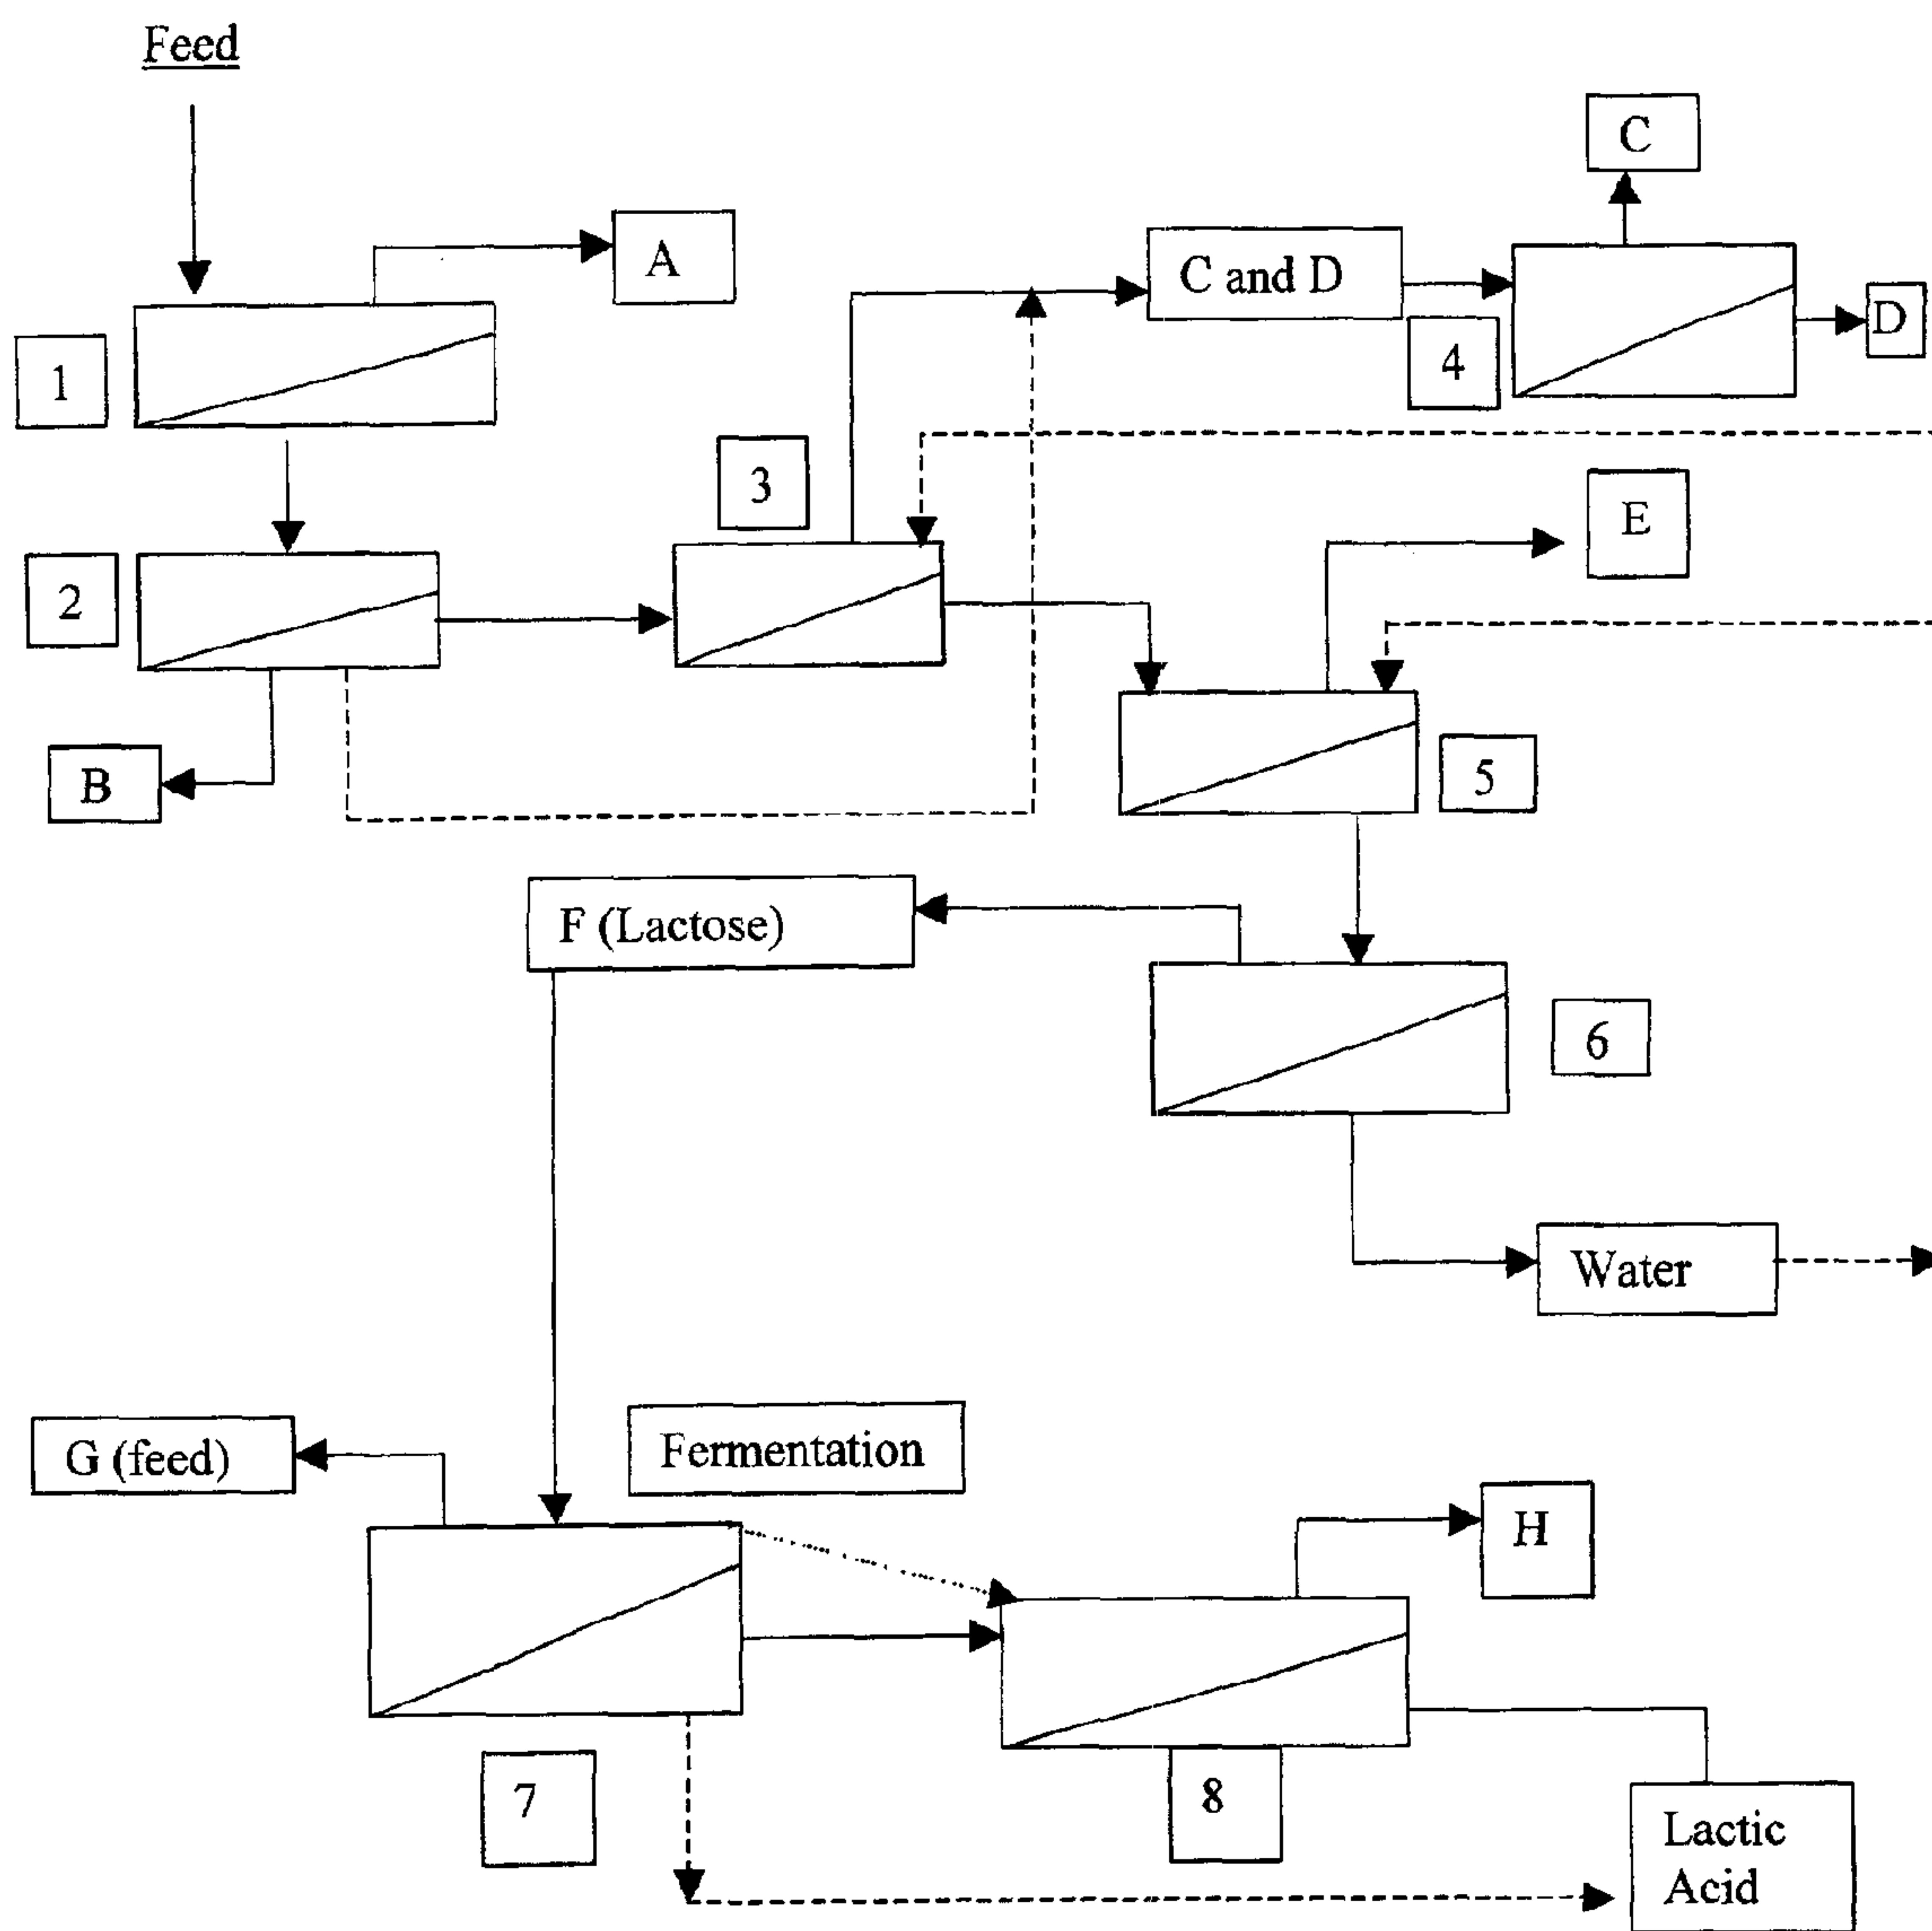 Feed
C
A
C and D
D
4
1
3
E
2
5
B
F (Lactose)
6
Water
G (feed)
Fermentation
H
7
8
Lactic
Acid